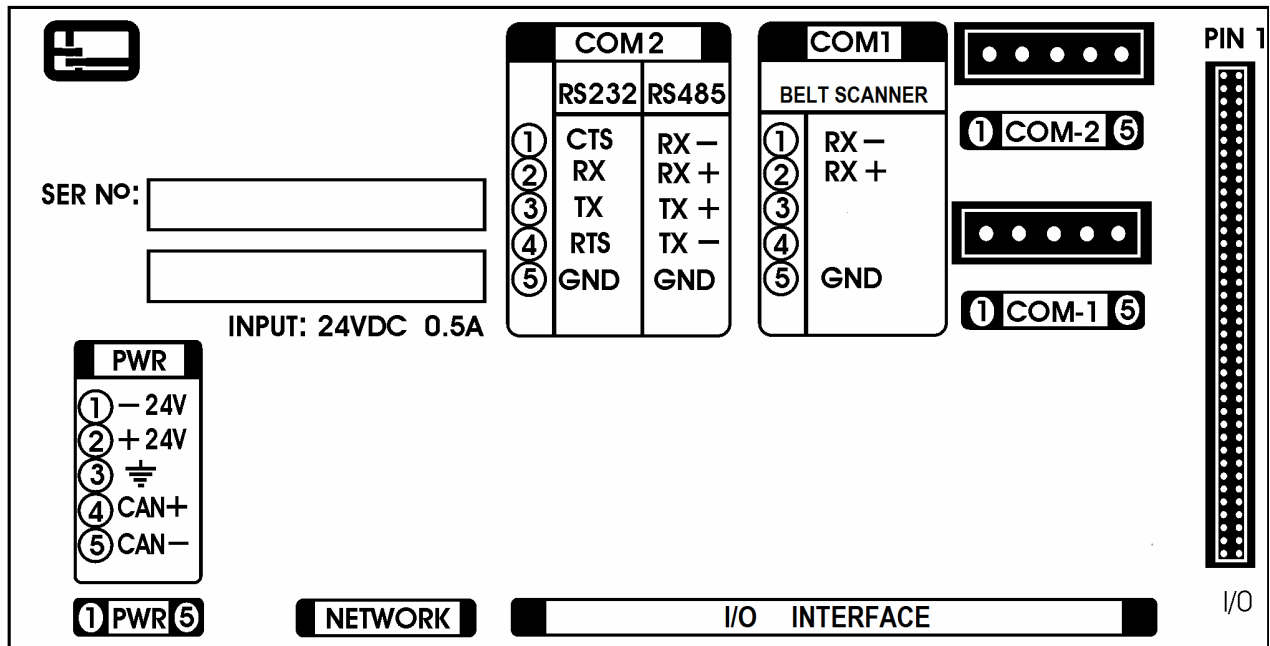 COM 2
RS232 RS485
① CTS RX −
② RX RX +
③ TX TX +
④ RTS TX −
⑤ GND GND
COM1
BELT SCANNER
① RX −
② RX +
③
④
⑤ GND
① COM-2 ⑤
① COM-1 ⑤
PIN 1
SER Nº:
INPUT: 24VDC 0.5A
PWR
① − 24V
② + 24V
③
④ CAN+
⑤ CAN−
① PWR ⑤
NETWORK
I/O INTERFACE
I/O